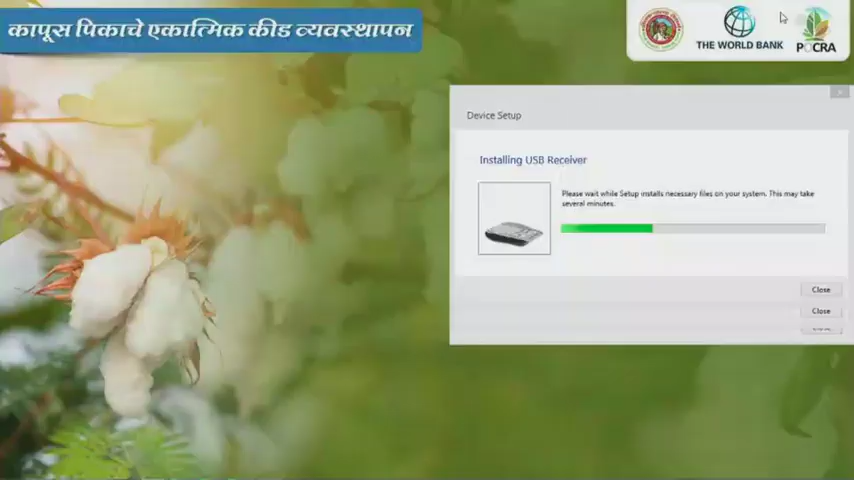 कापूस पिकाचे एकात्मिक कीड व्यवस्थापन
THE WORLD BANK
POCRA
Device Setup
Installing USB Receiver
Please wait while Setup installs necessary files on your system. This may take
several minutes.
Close
Close